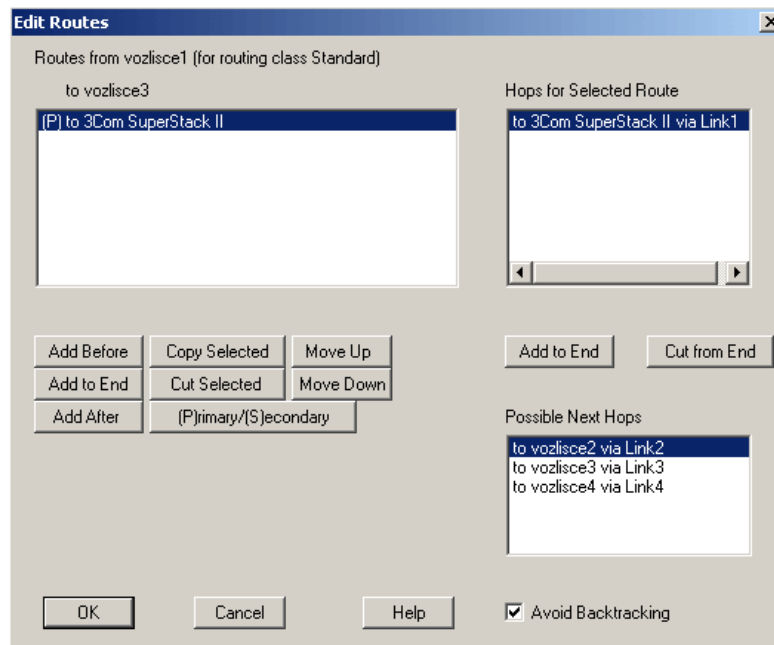 Edit Routes
Routes from vozlisce1 (for routing class Standard)
to vozlisce3
(P) to 3Com SuperStack II
Hops for Selected Route
to 3Com SuperStack II via Link1
Add Before
Copy Selected
Move Up
Add to End
Cut Selected
Move Down
Add After
(P)rimary/(S)econdary
Add to End
Cut from End
Possible Next Hops
to vozlisce2 via Link2
to vozlisce3 via Link3
to vozlisce4 via Link4
OK
Cancel
Help
Avoid Backtracking